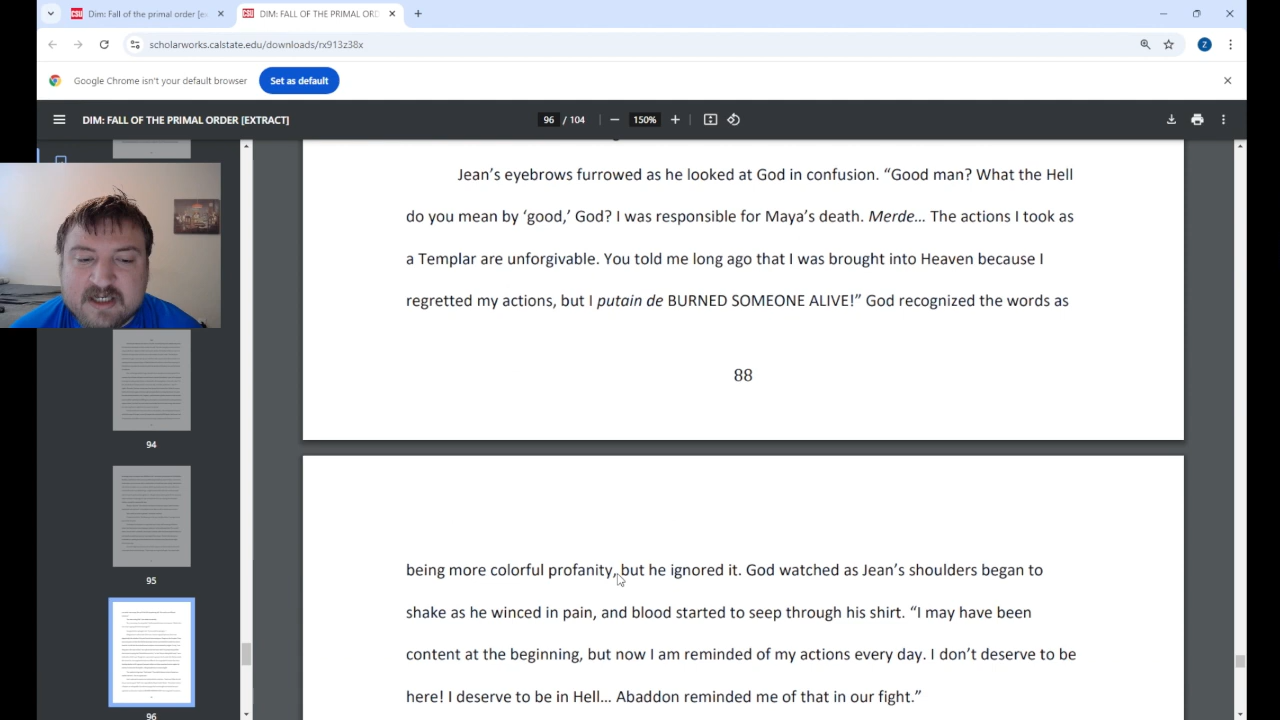 Dim: Fall of the primal order [ex
DIM: FALL OF THE PRIMAL ORD
scholarworks.calstate.edu/downloads/rx913z38x
Z
Google Chrome isn't your default browser
Set as default
DIM: FALL OF THE PRIMAL ORDER [EXTRACT]
96 / 104
150%
Jean’s eyebrows furrowed as he looked at God in confusion. “Good man? What the Hell
do you mean by ‘good,’ God? I was responsible for Maya’s death. Merde… The actions I took as
a Templar are unforgivable. You told me long ago that I was brought into Heaven because I
regretted my actions, but I putain de BURNED SOMEONE ALIVE!” God recognized the words as
88
being more colorful profanity, but he ignored it. God watched as Jean’s shoulders began to
shake as he winced in pain, and blood started to seep through his shirt. “I may have been
content at the beginning, but now I am reminded of my actions every day. I don’t deserve to be
here! I deserve to be in Hell… Abaddon reminded me of that in our fight.”
94
95
96